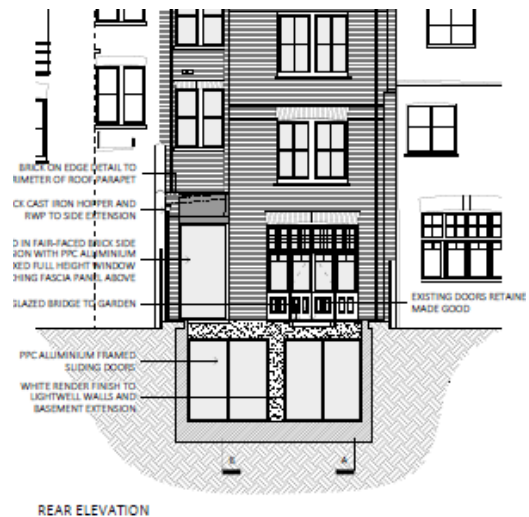 BRICK ON EDGE DETAIL TO
RIMETER OF ROOF PARAPET
CK CAST IRON HOPPER AND
RWP TO SIDE EXTENSION
D IN FAIR-FACED BRICK SIDE
SION WITH PPC ALUMINIUM
XED FULL HEIGHT WINDOW
CHING FASCIA PANEL ABOVE
GLAZED BRIDGE TO GARDEN
EXISTING DOORS RETAINE
MADE GOOD
PPC ALUMINIUM FRAMED
SLIDING DOORS
WHITE RENDER FINISH TO
LIGHTWELL WALLS AND
BASEMENT EXTENSION
B A
REAR ELEVATION